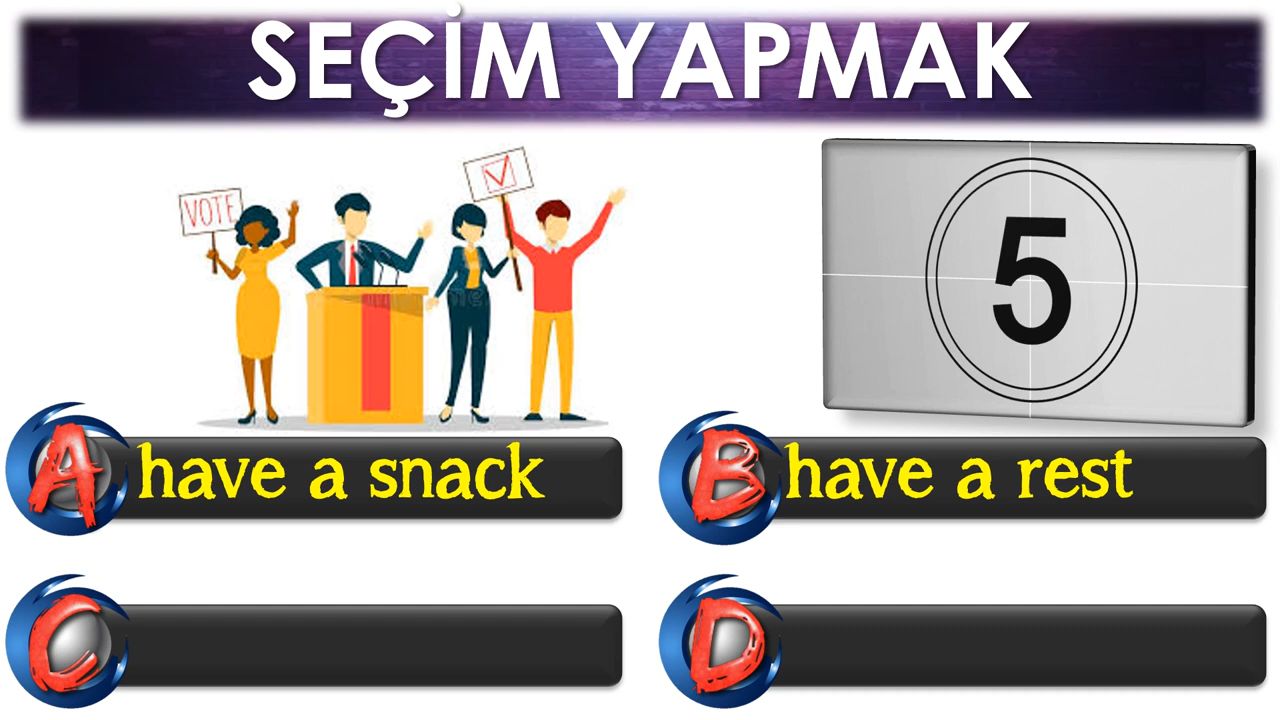 SEÇİM YAPMAK
VOTE
5
A have a snack
B have a rest
C
D